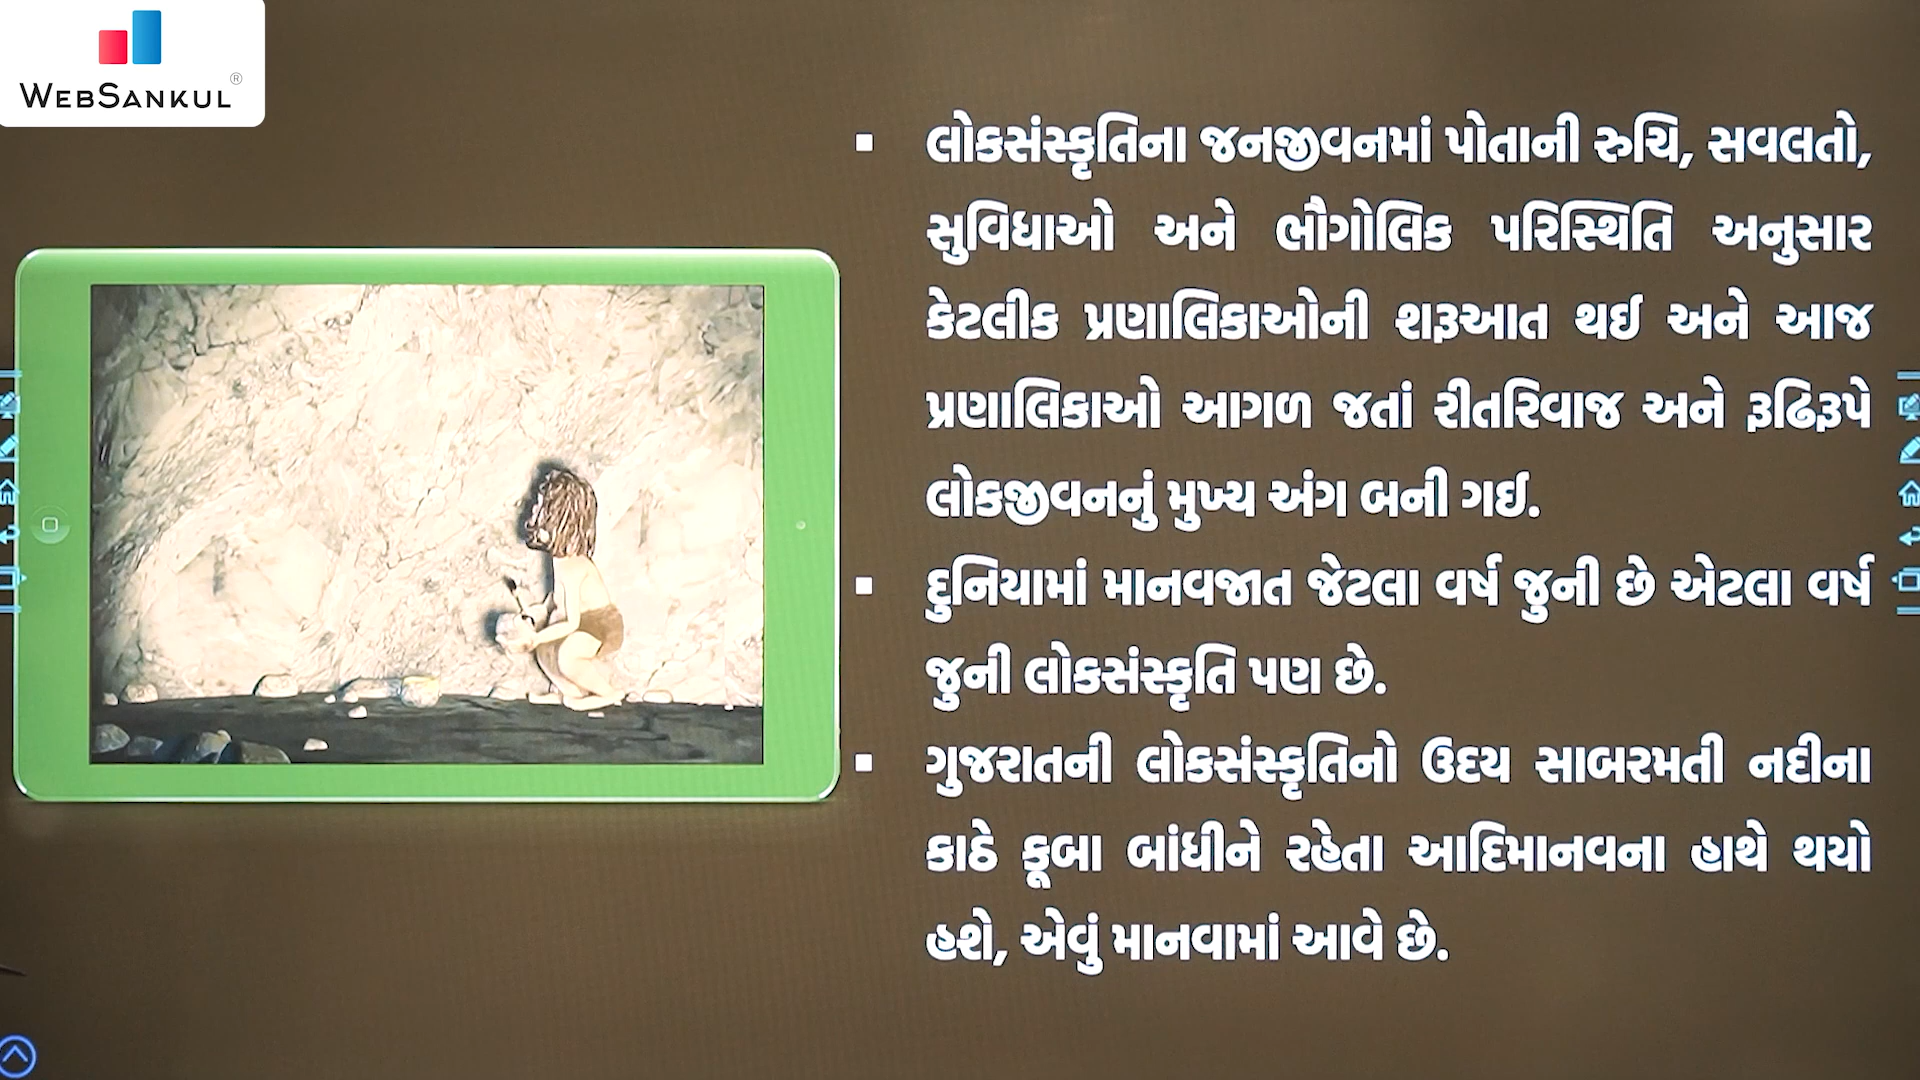 WEBSANKUL®
લોકસંસ્કૃતિના જનજીવનમાં પોતાની રુચિ, સવલતો,
સુવિધાઓ અને ભૌગોલિક પરિસ્થિતિ અનુસાર
કેટલીક પ્રણાલિકાઓની શરૂઆત થઈ અને આજ
પ્રણાલિકાઓ આગળ જતાં રીતરિવાજ અને રૂઢિરૂપે
લોકજીવનનું મુખ્ય અંગ બની ગઈ.
દુનિયામાં માનવજાત જેટલા વર્ષ જુની છે એટલા વર્ષ
જુની લોકસંસ્કૃતિ પણ છે.
ગુજરાતની લોકસંસ્કૃતિનો ઉદય સાબરમતી નદીના
કાઠે કૂબા બાંધીને રહેતા આદિમાનવના હાથે થયો
હશે, એવું માનવામાં આવે છે.